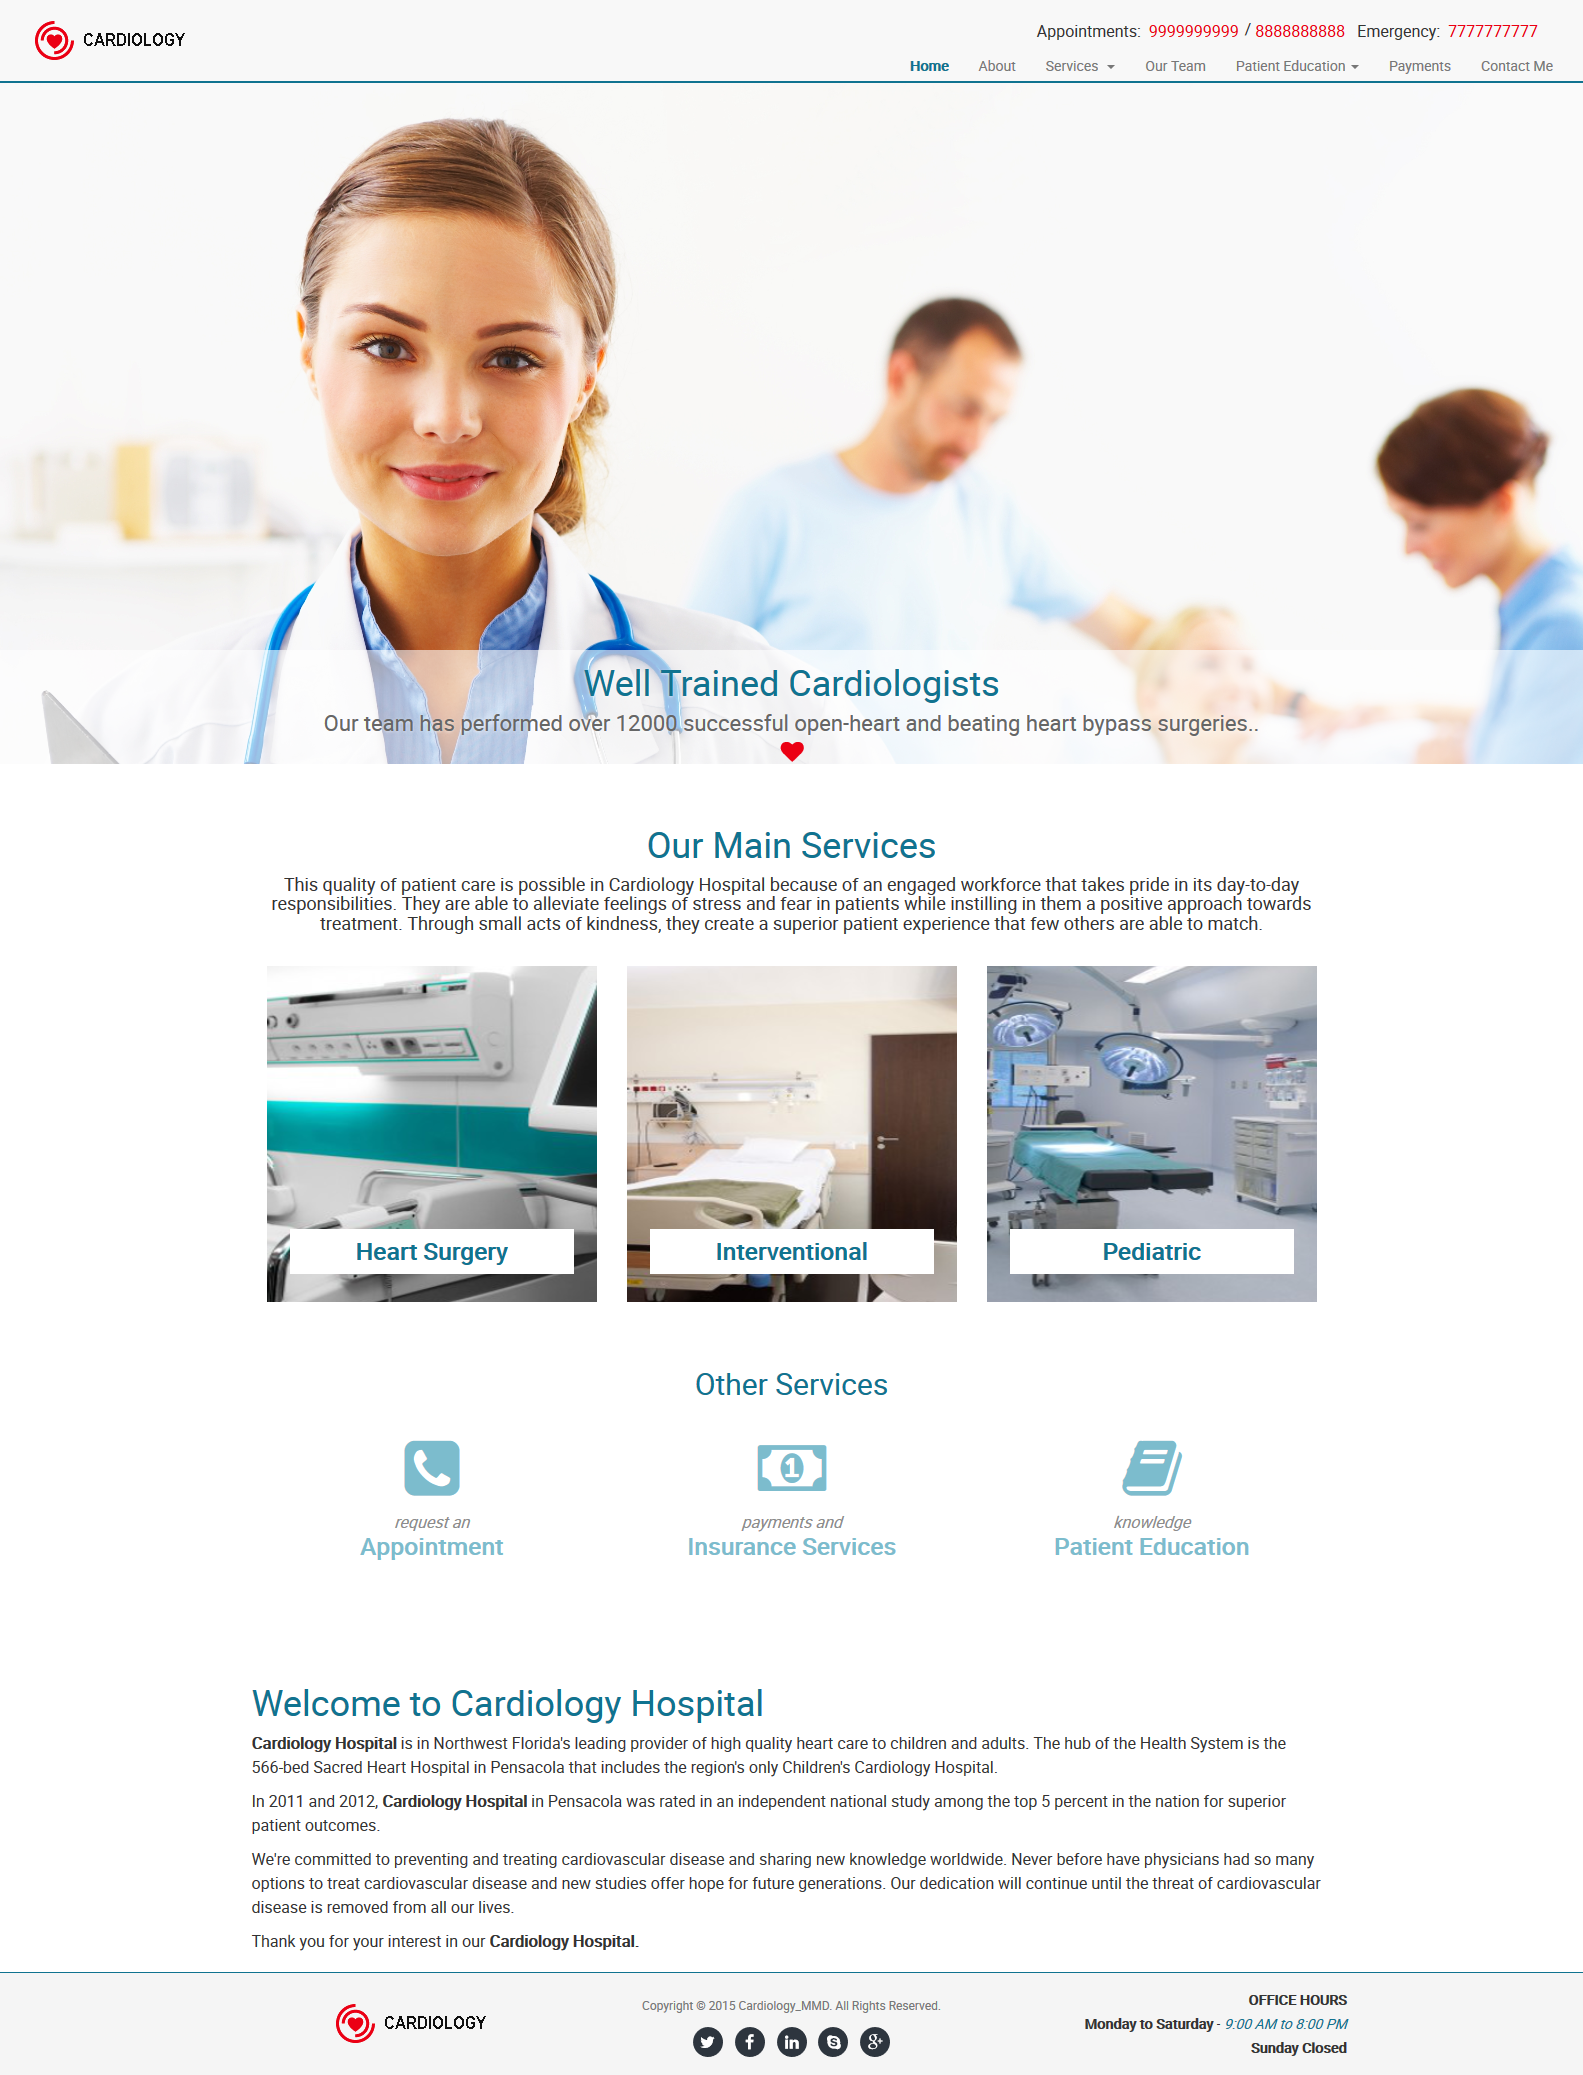 CARDIOLOGY
Appointments: 9999999999 / 8888888888 Emergency: 7777777777
Home About Services Our Team Patient Education Payments Contact Me
Well Trained Cardiologists
Our team has performed over 12000 successful open-heart and beating heart bypass surgeries..
Our Main Services
This quality of patient care is possible in Cardiology Hospital because of an engaged workforce that takes pride in its day-to-day
responsibilities. They are able to alleviate feelings of stress and fear in patients while instilling in them a positive approach towards
treatment. Through small acts of kindness, they create a superior patient experience that few others are able to match.
Heart Surgery
Interventional
Pediatric
Other Services
1
request an
Appointment
payments and
Insurance Services
knowledge
Patient Education
Welcome to Cardiology Hospital
Cardiology Hospital is in Northwest Florida's leading provider of high quality heart care to children and adults. The hub of the Health System is the
566-bed Sacred Heart Hospital in Pensacola that includes the region's only Children's Cardiology Hospital.
In 2011 and 2012, Cardiology Hospital in Pensacola was rated in an independent national study among the top 5 percent in the nation for superior
patient outcomes.
We're committed to preventing and treating cardiovascular disease and sharing new knowledge worldwide. Never before have physicians had so many
options to treat cardiovascular disease and new studies offer hope for future generations. Our dedication will continue until the threat of cardiovascular
disease is removed from all our lives.
Thank you for your interest in our Cardiology Hospital.
CARDIOLOGY
Copyright © 2015 Cardiology_MMD. All Rights Reserved.
OFFICE HOURS
Monday to Saturday - 9:00 AM to 8:00 PM
Sunday Closed